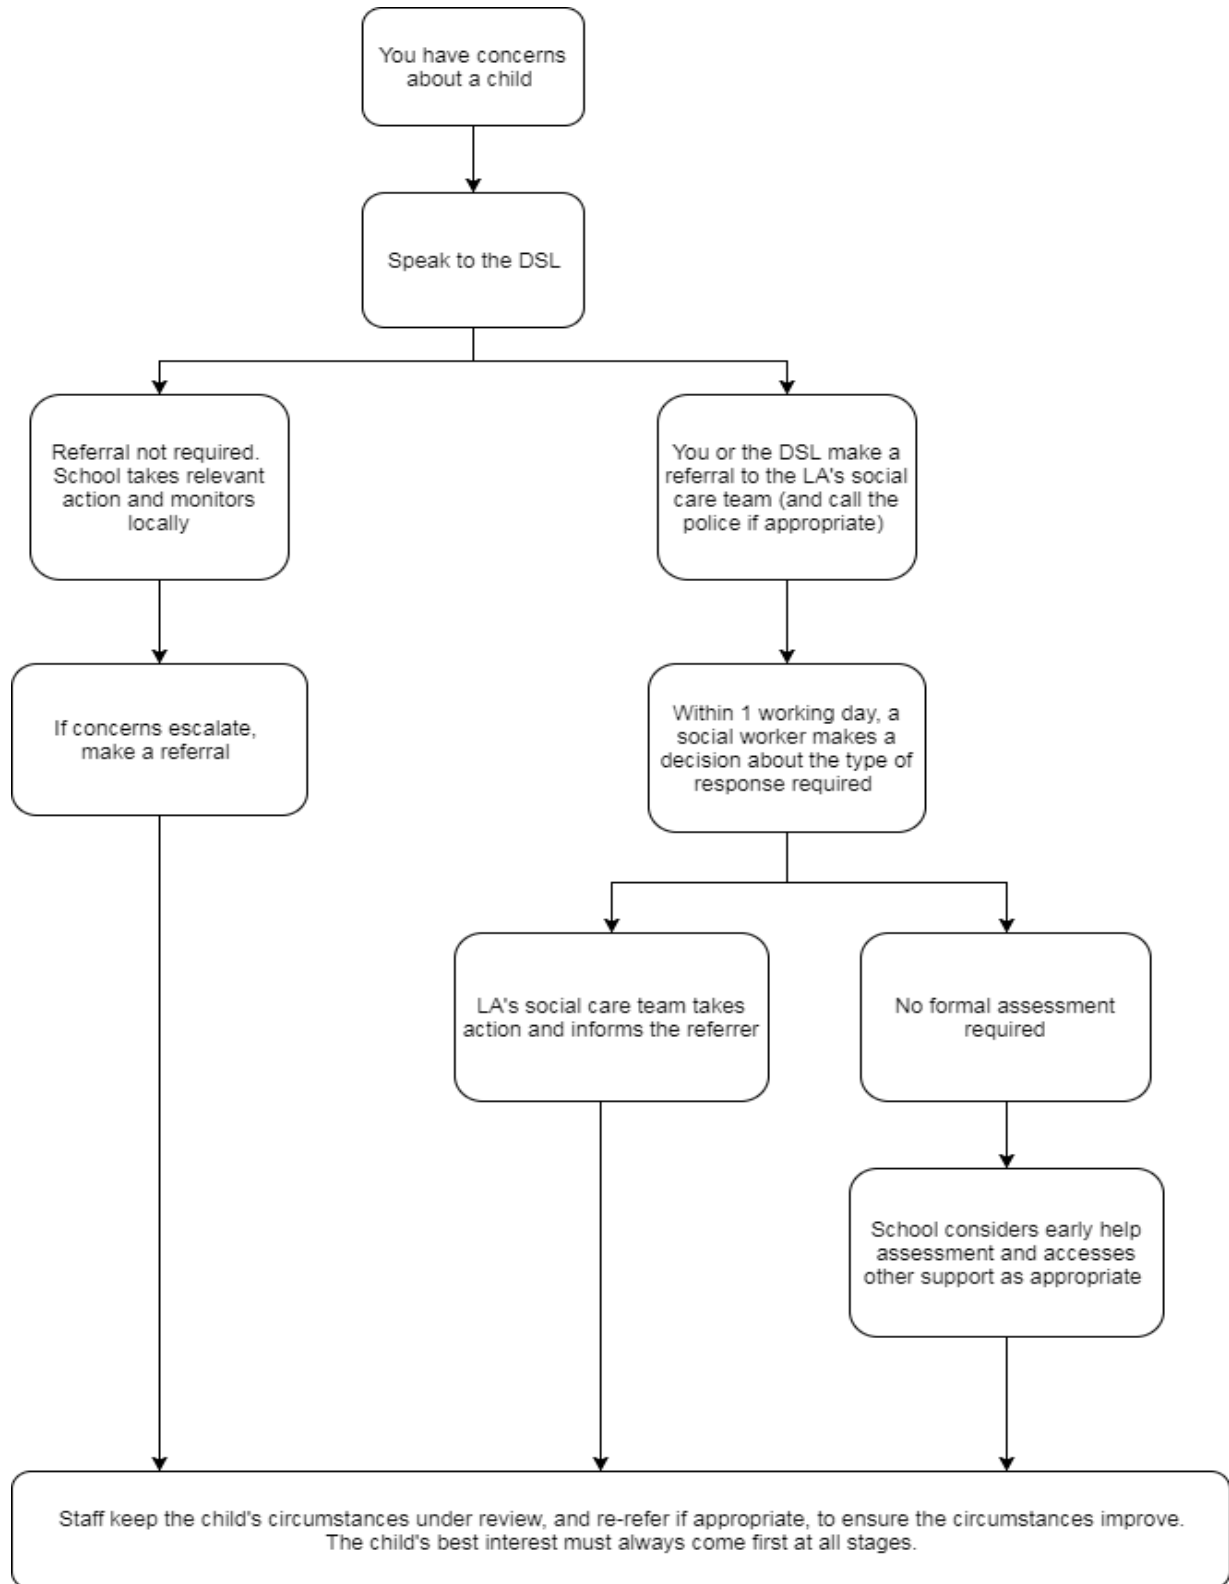 You have concerns
about a child
Speak to the DSL
Referral not required.
School takes relevant
action and monitors
locally
You or the DSL make a
referral to the LA's social
care team (and call the
police if appropriate)
If concerns escalate,
make a referral
Within 1 working day, a
social worker makes a
decision about the type of
response required
LA's social care team takes
action and informs the referrer
No formal assessment
required
School considers early help
assessment and accesses
other support as appropriate
Staff keep the child's circumstances under review, and re-refer if appropriate, to ensure the circumstances improve.
The child's best interest must always come first at all stages.